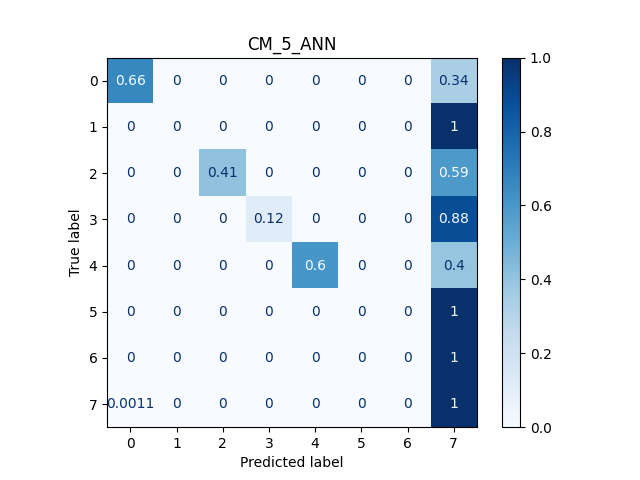 CM_5_ANN
0 0.66 0 0 0 0 0 0 0.34
1 0 0 0 0 0 0 0 1
2 0 0 0.41 0 0 0 0 0.59
3 0 0 0 0.12 0 0 0 0.88
4 0 0 0 0 0.6 0 0 0.4
5 0 0 0 0 0 0 0 1
6 0 0 0 0 0 0 0 1
7 0.0011 0 0 0 0 0 0 1
0 1 2 3 4 5 6 7
Predicted label
True label
1.0
0.8
0.6
0.4
0.2
0.0